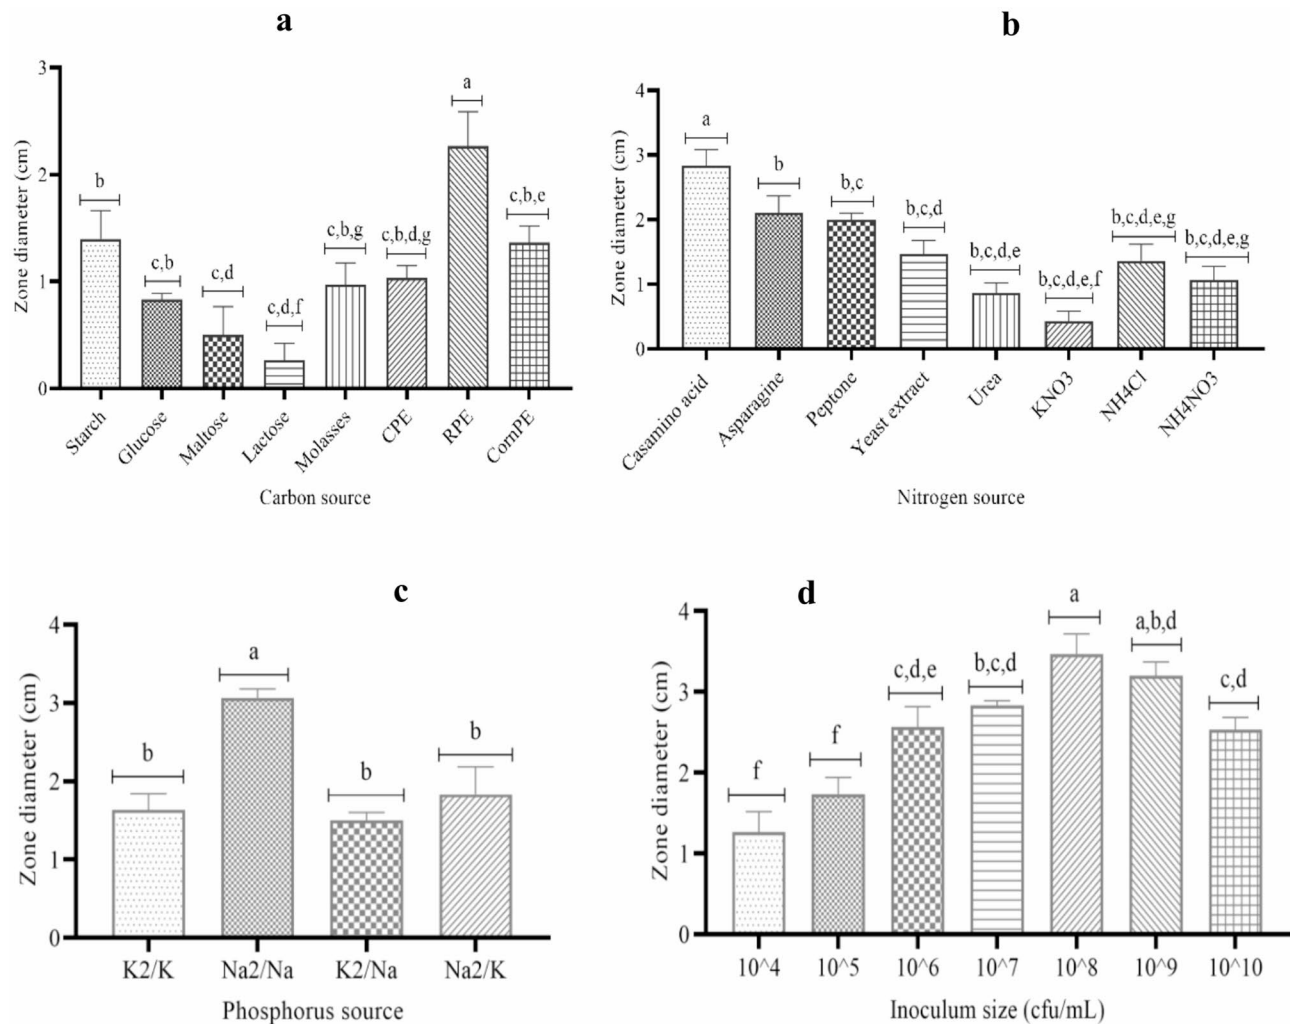 a
3
2
1
0
Zone diameter (cm)
b
c,b
c,d
c,d,f
c,b,g
c,b,d,g
a
c,b,e
Starch
Glucose
Maltose
Lactose
Molasses
CPE
RPE
CornPE
Carbon source
b
4
3
2
1
0
Zone diameter (cm)
a
b
b,c
b,c,d
b,c,d,e
b,c,d,e,f
b,c,d,e,g
b,c,d,e,g
Casamino acid
Asparagine
Peptone
Yeast extract
Urea
KNO3
NH4Cl
NH4NO3
Nitrogen source
c
4
3
2
1
0
Zone diameter (cm)
b
a
b
b
K2/K
Na2/Na
K2/Na
Na2/K
Phosphorus source
d
4
3
2
1
0
Zone diameter (cm)
f
f
c,d,e
b,c,d
a
a,b,d
c,d
10^4
10^5
10^6
10^7
10^8
10^9
10^10
Inoculum size (cfu/mL)